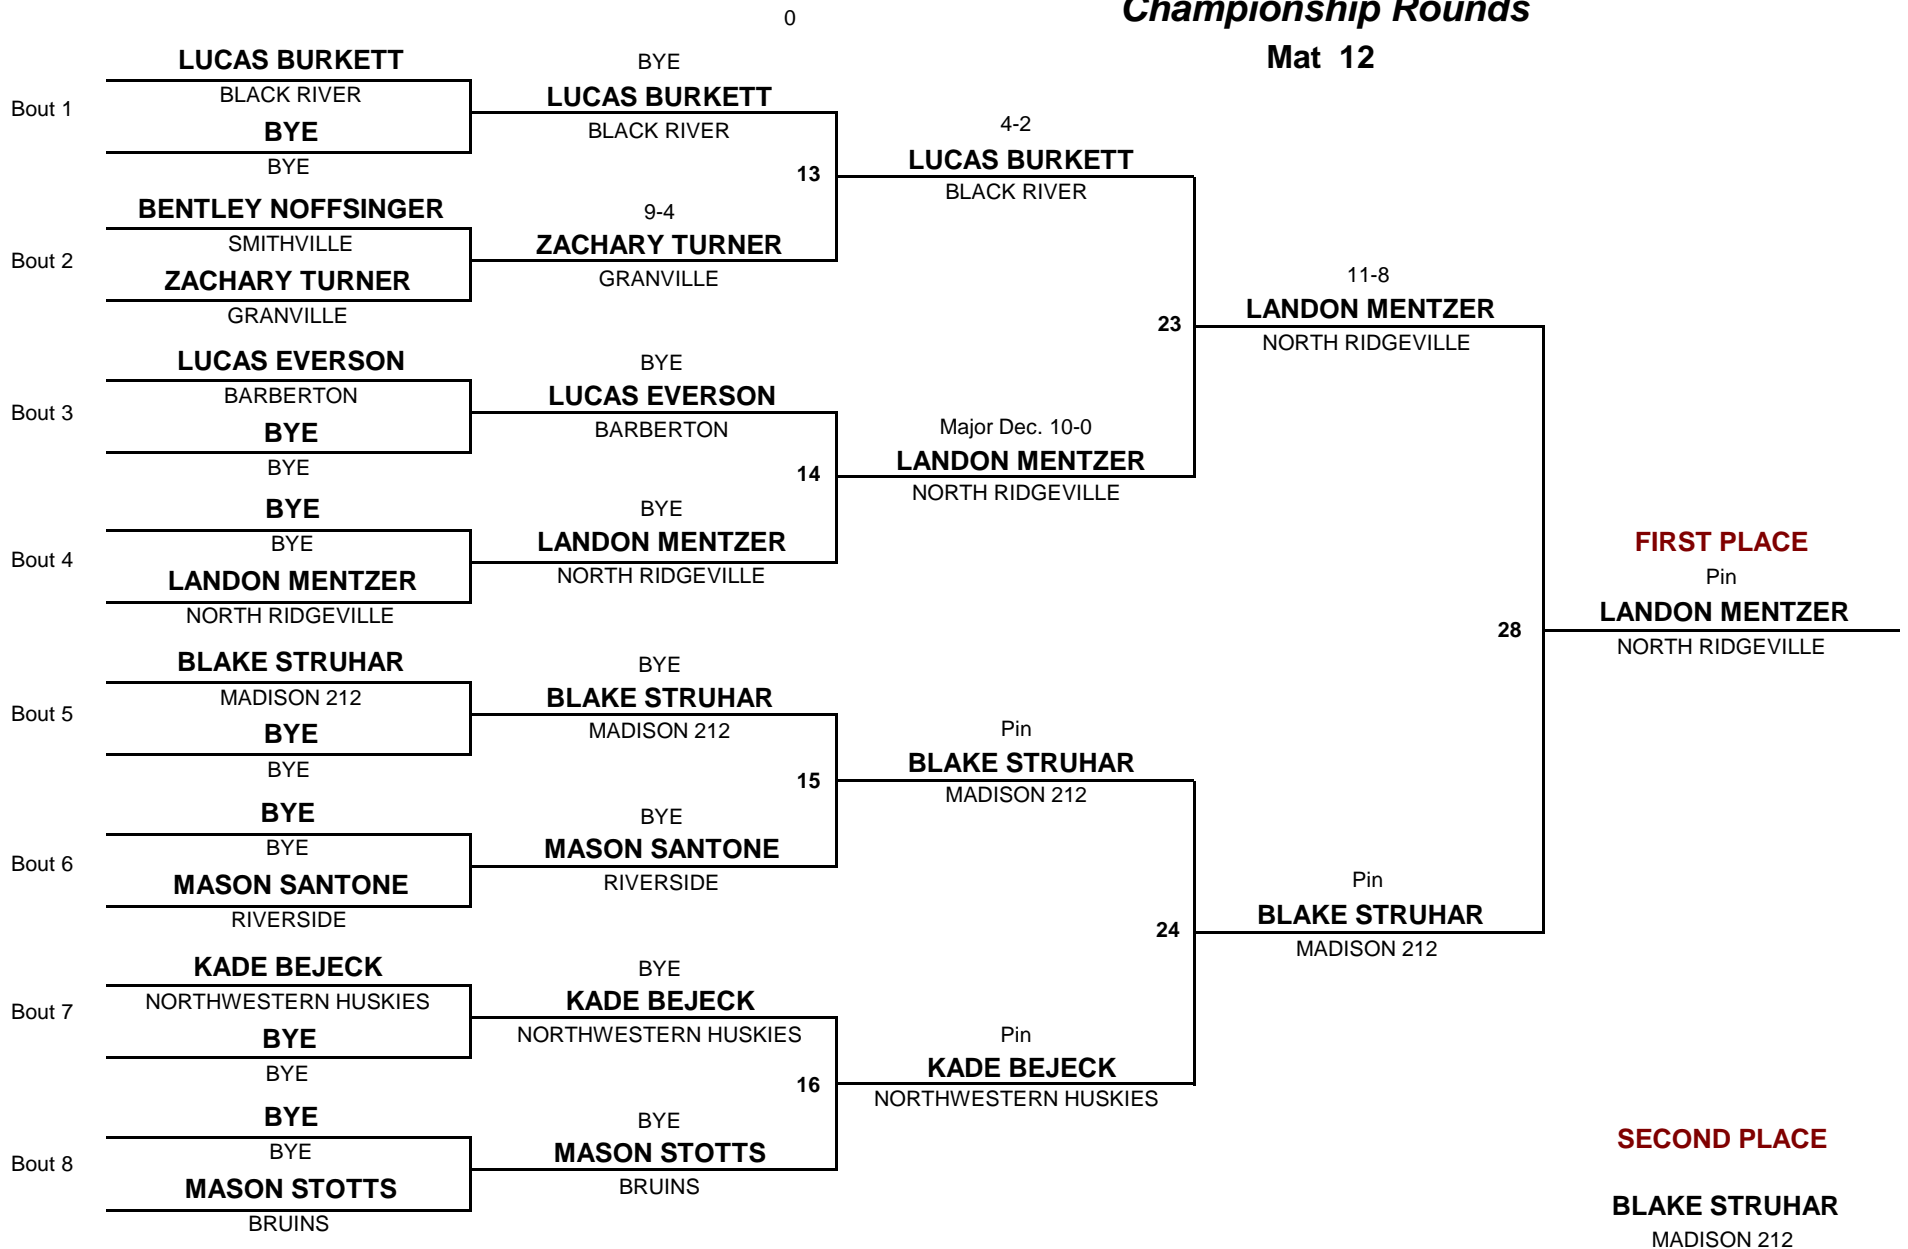 0
Championship Rounds
Mat 12
LUCAS BURKETT
BLACK RIVER
Bout 1
BYE
BYE
BENTLEY NOFFSINGER
SMITHVILLE
Bout 2
ZACHARY TURNER
GRANVILLE
LUCAS EVERSON
BARBERTON
Bout 3
BYE
BYE
BYE
BYE
Bout 4
LANDON MENTZER
NORTH RIDGEVILLE
BLAKE STRUHAR
MADISON 212
Bout 5
BYE
BYE
BYE
BYE
Bout 6
MASON SANTONE
RIVERSIDE
KADE BEJECK
NORTHWESTERN HUSKIES
Bout 7
BYE
BYE
BYE
BYE
Bout 8
MASON STOTTS
BRUINS
BYE
LUCAS BURKETT
BLACK RIVER
13
9-4
ZACHARY TURNER
GRANVILLE
BYE
LUCAS EVERSON
BARBERTON
14
BYE
LANDON MENTZER
NORTH RIDGEVILLE
BYE
BLAKE STRUHAR
MADISON 212
15
BYE
MASON SANTONE
RIVERSIDE
BYE
KADE BEJECK
NORTHWESTERN HUSKIES
16
BYE
MASON STOTTS
BRUINS
4-2
LUCAS BURKETT
BLACK RIVER
23
Major Dec. 10-0
LANDON MENTZER
NORTH RIDGEVILLE
Pin
BLAKE STRUHAR
MADISON 212
24
Pin
KADE BEJECK
NORTHWESTERN HUSKIES
11-8
LANDON MENTZER
NORTH RIDGEVILLE
28
Pin
BLAKE STRUHAR
MADISON 212
FIRST PLACE
Pin
LANDON MENTZER
NORTH RIDGEVILLE
SECOND PLACE
BLAKE STRUHAR
MADISON 212